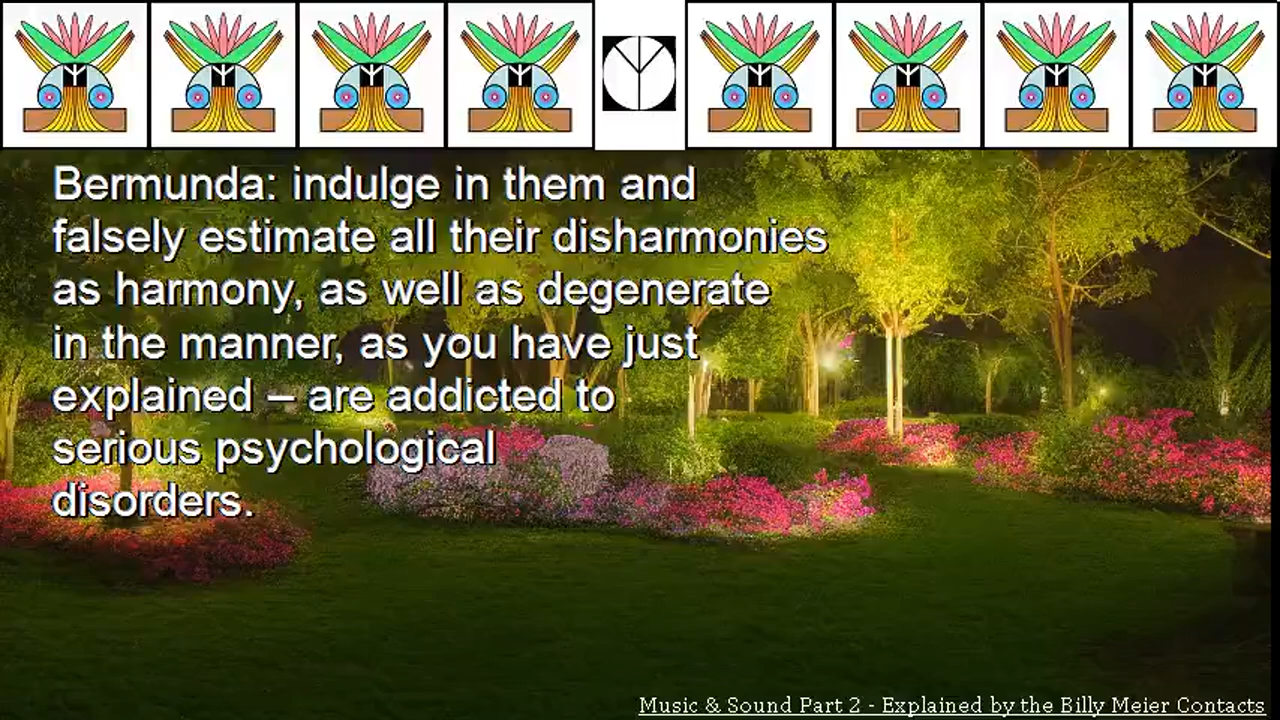 Bermunda: indulge in them and
falsely estimate all their disharmonies
as harmony, as well as degenerate
in the manner, as you have just
explained – are addicted to
serious psychological
disorders.
Music & Sound Part 2 - Explained by the Billy Meier Contacts